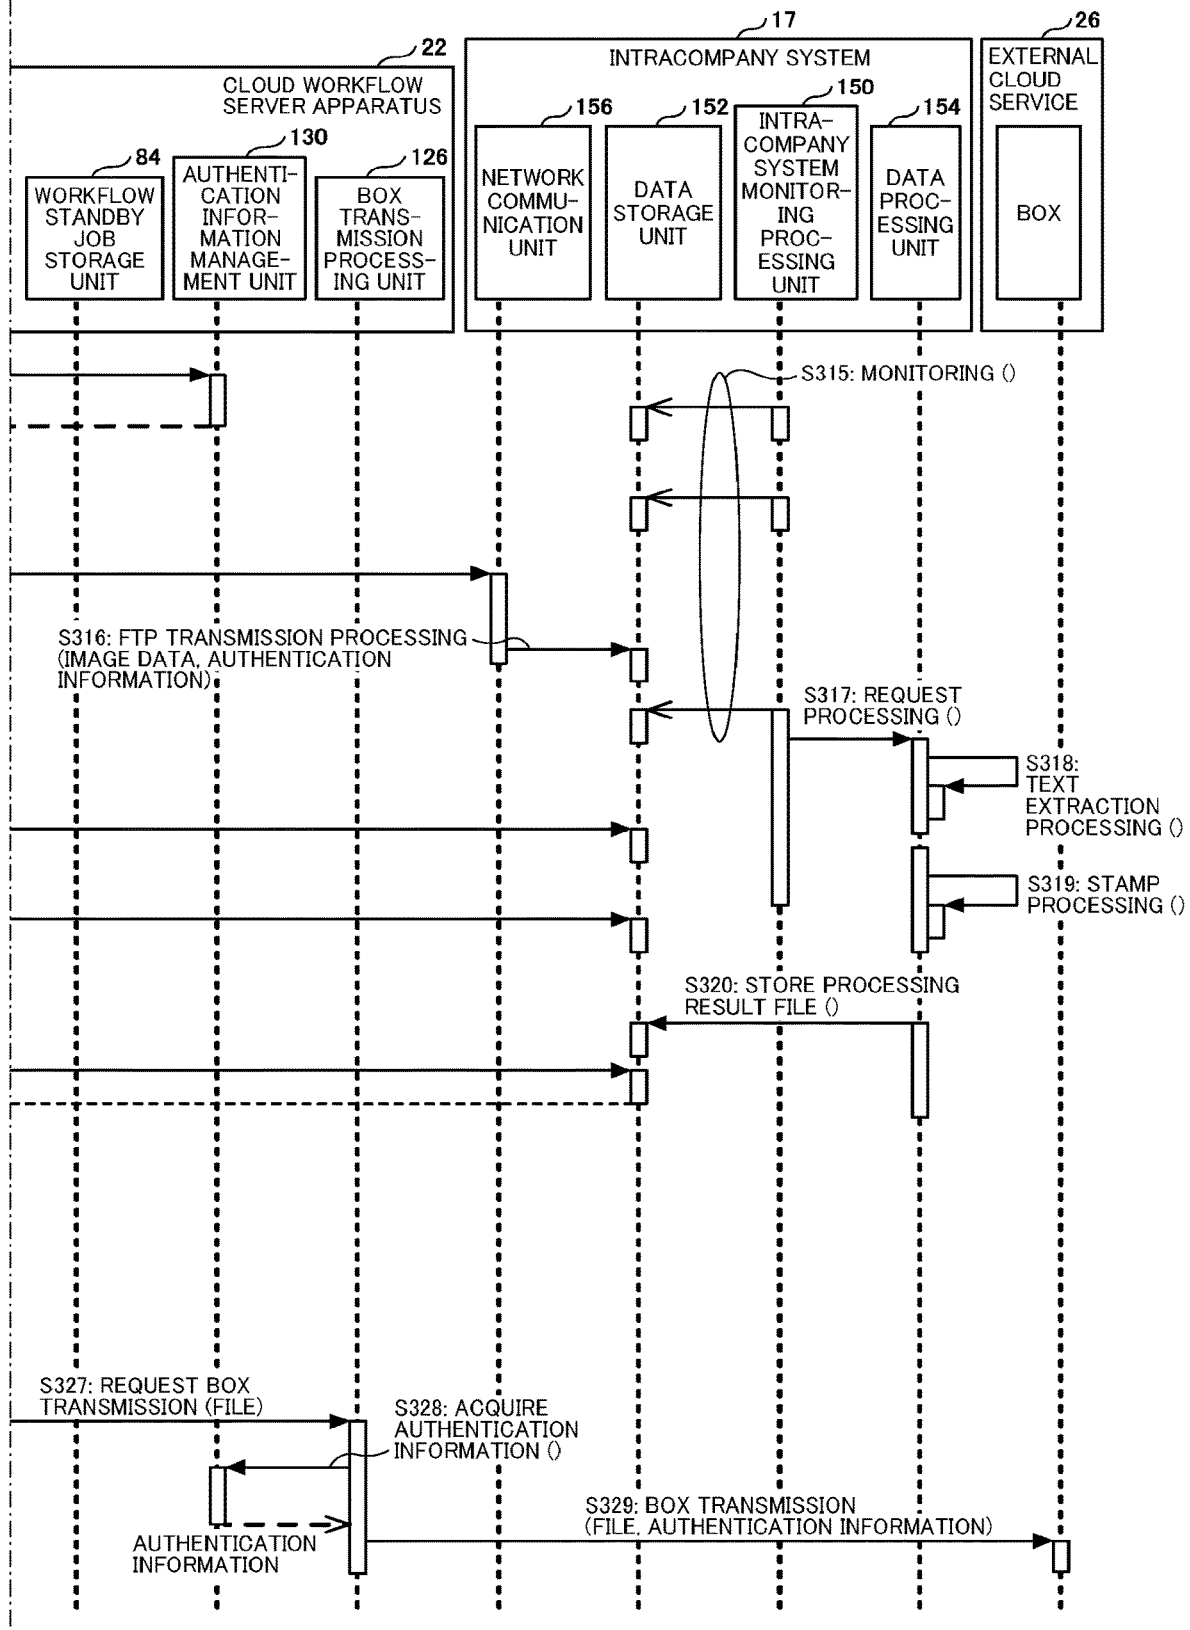 22
CLOUD WORKFLOW
SERVER APPARATUS
84
WORKFLOW
STANDBY
JOB
STORAGE
UNIT
130
AUTHENTI-
CATION
INFOR-
MATION
MANAGE-
MENT UNIT
126
BOX
TRANS-
MISSION
PROCESS-
ING UNIT
17
INTRACOMPANY SYSTEM
156
NETWORK
COMMU-
NICATION
UNIT
152
DATA
STORAGE
UNIT
150
INTRA-
COMPANY
SYSTEM
MONITOR-
ING
PROC-
ESSING
UNIT
154
DATA
PROC-
ESSING
UNIT
26
EXTERNAL
CLOUD
SERVICE
BOX
S315: MONITORING ()
S316: FTP TRANSMISSION PROCESSING
(IMAGE DATA, AUTHENTICATION
INFORMATION)
S317: REQUEST
PROCESSING ()
S318:
TEXT
EXTRACTION
PROCESSING ()
S319: STAMP
PROCESSING ()
S320: STORE PROCESSING
RESULT FILE ()
S327: REQUEST BOX
TRANSMISSION (FILE)
S328: ACQUIRE
AUTHENTICATION
INFORMATION ()
AUTHENTICATION
INFORMATION
S329: BOX TRANSMISSION
(FILE, AUTHENTICATION INFORMATION)